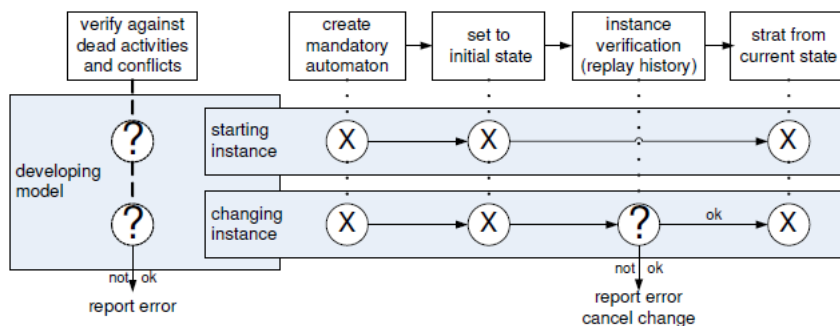 verify against
dead activities
and conflicts
create
mandatory
automaton
set to
initial state
instance
verification
(replay history)
strat from
current state
developing
model
starting
instance
changing
instance
?
X
X
X
?
X
X
?
ok
X
not ok
report error
not ok
report error
cancel change